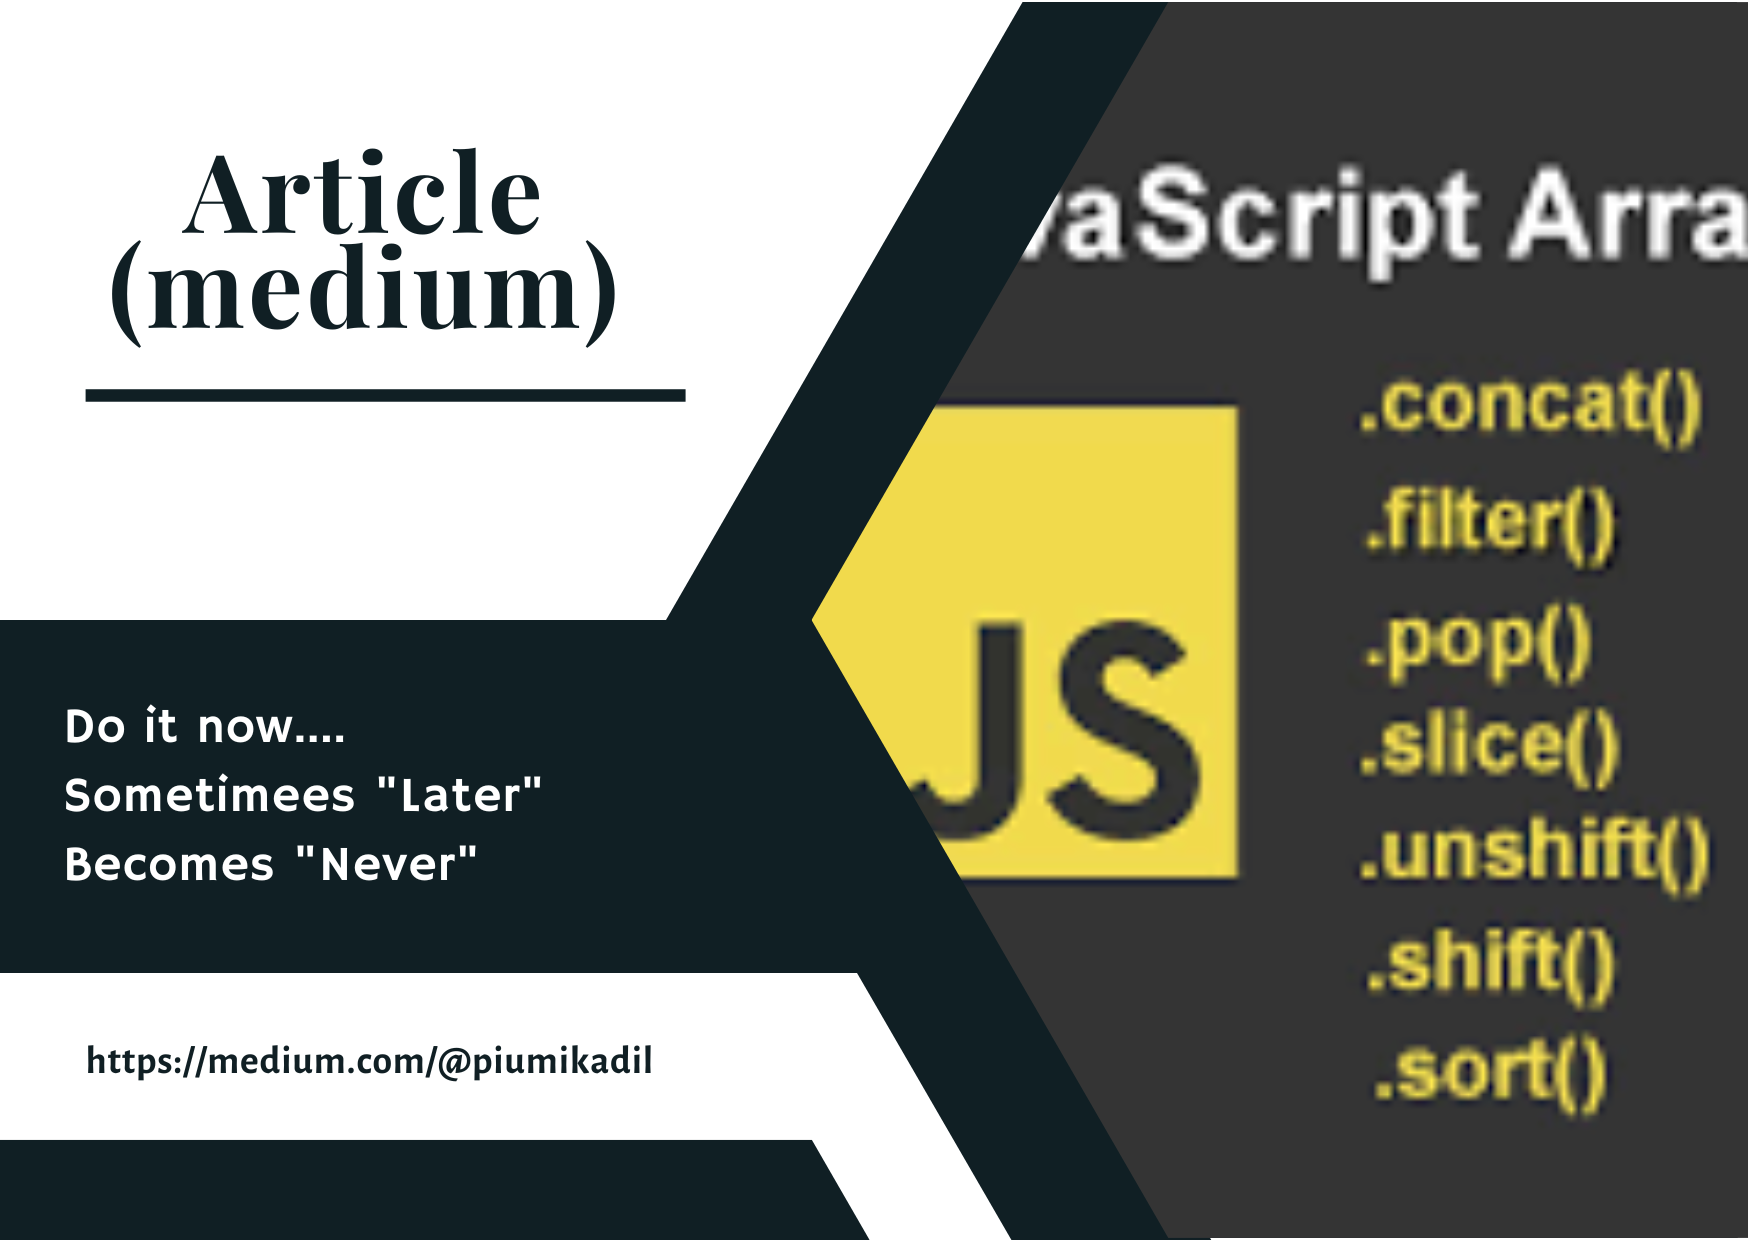 Article
(medium)
Do it now....
Sometimees "Later"
Becomes "Never"
https://medium.com/@piumikadil
vaScript Arra
JS
.concat()
.filter()
.pop()
.slice()
.unshift()
.shift()
.sort()